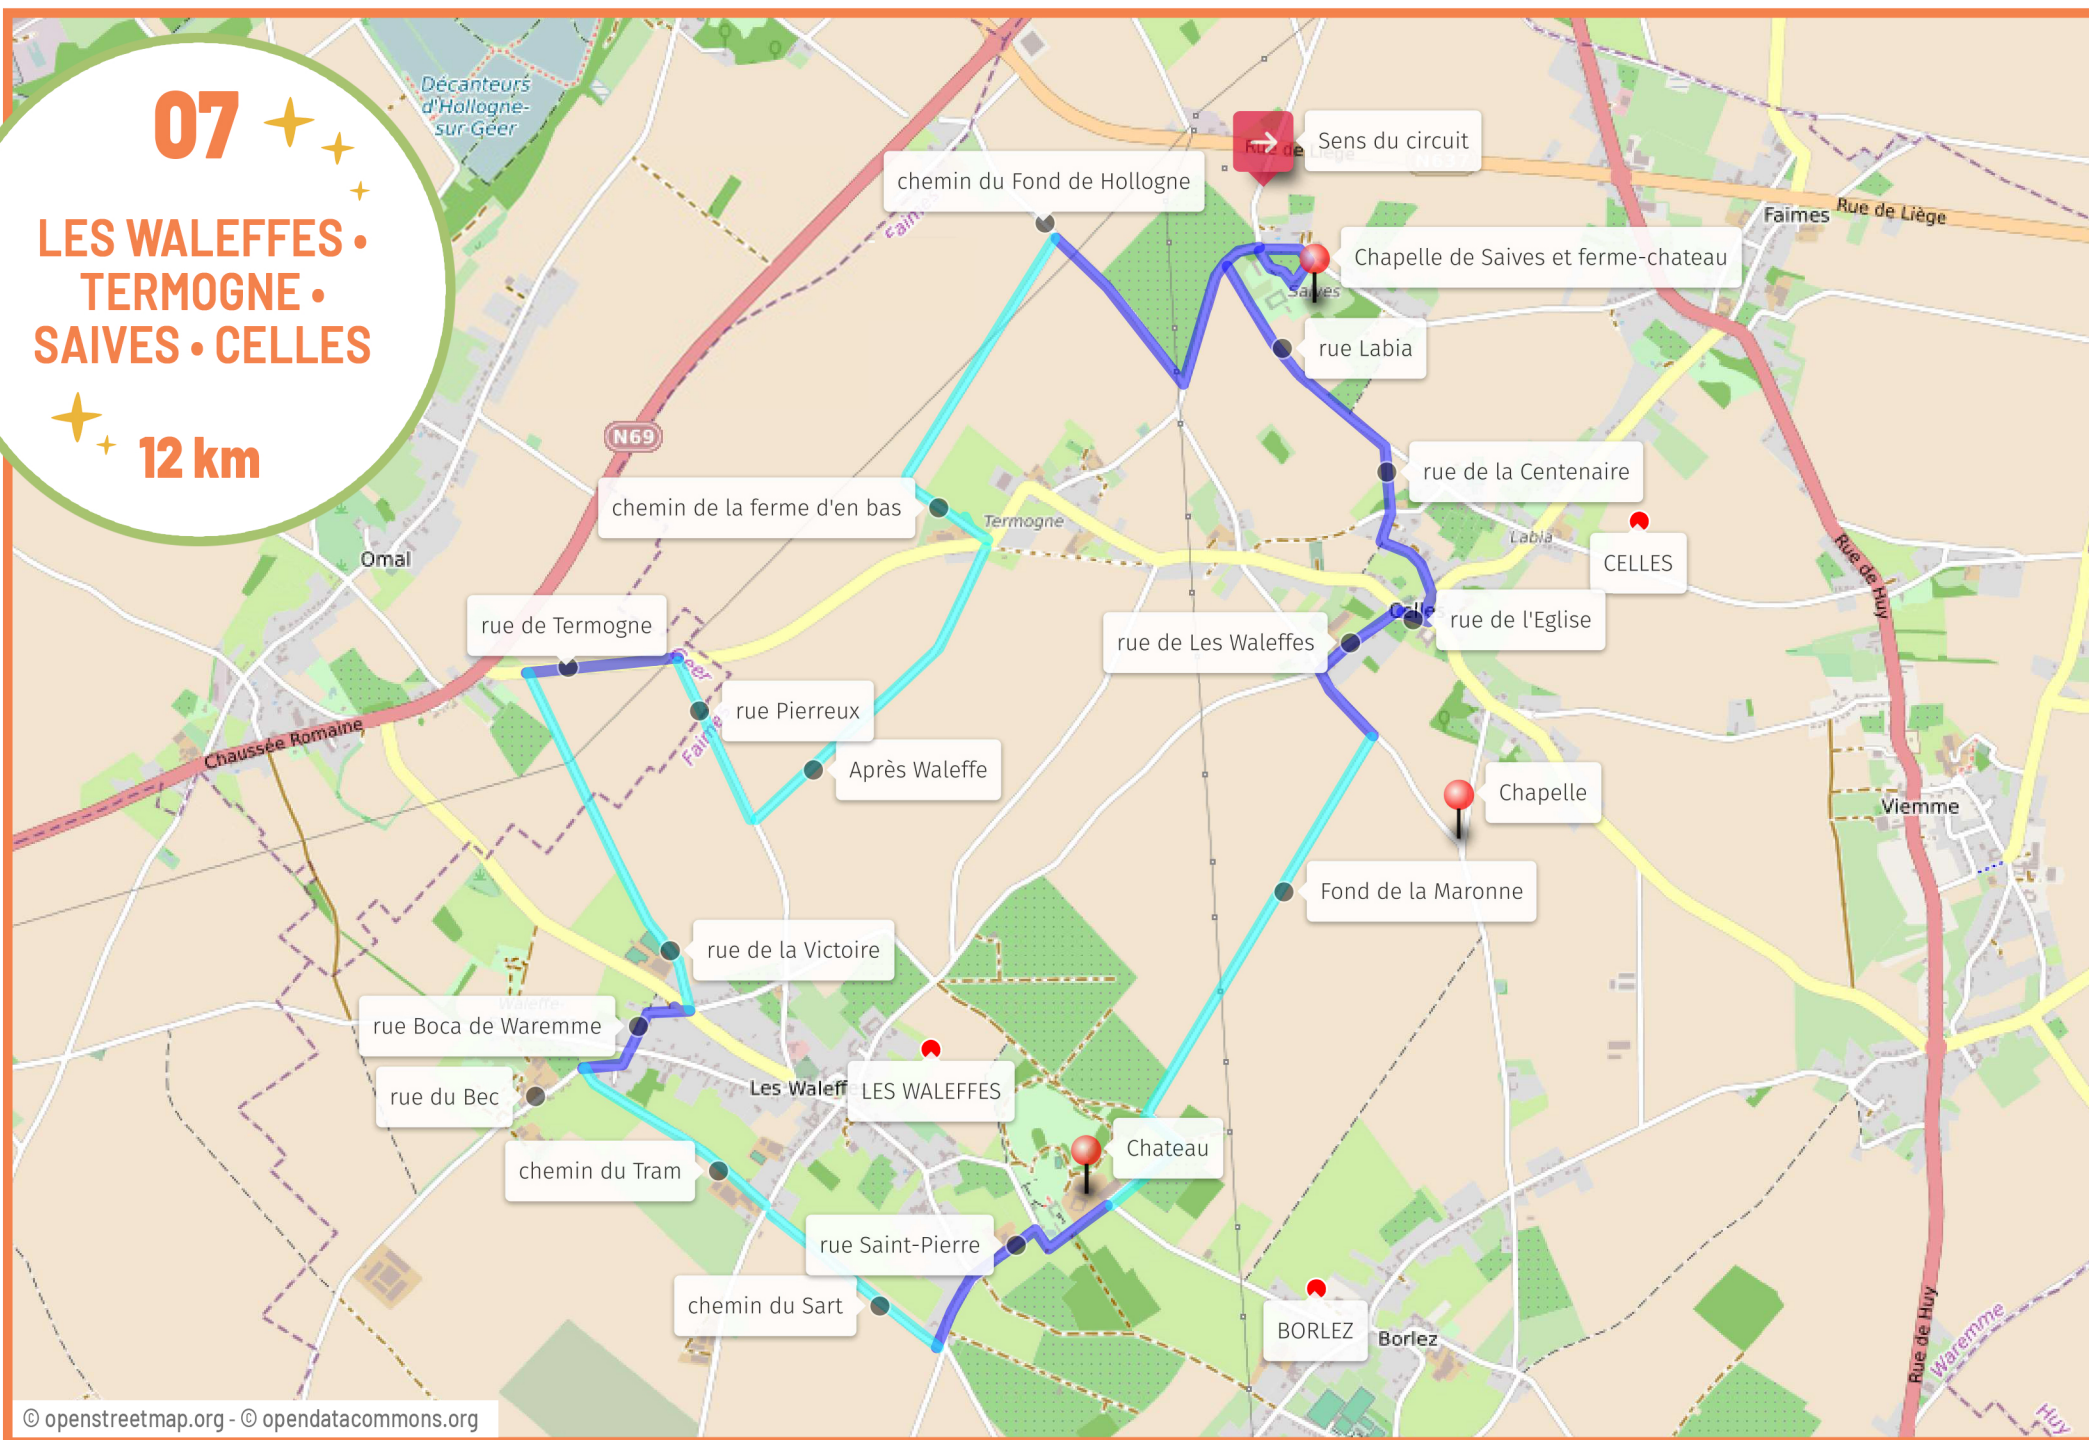 07
LES WALEFFES •
TERMOGNE •
SAIVES • CELLES
12 km
Décanteurs
d'Hollogne-
sur-Geer
Sens du circuit
chemin du Fond de Hollogne
Faimes
Rue de Liège
Chapelle de Saives et ferme-chateau
Saives
rue Labia
N69
rue de la Centenaire
chemin de la ferme d'en bas
Termogne
Labia
CELLES
Omal
Rue de Huy
rue de Termogne
rue de l'Eglise
rue de Les Waleffes
Geer
rue Pierreux
Chaussée Romaine
Après Waleffe
Chapelle
Viemme
Fond de la Maronne
rue de la Victoire
rue Boca de Waremme
Les Waleff
LES WALEFFES
rue du Bec
Chateau
chemin du Tram
rue Saint-Pierre
chemin du Sart
BORLEZ
Borlez
Rue de Huy
Waremme
Huy
© openstreetmap.org - © opendatacommons.org